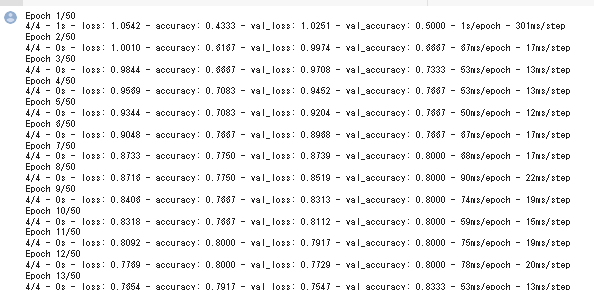 Epoch 1/50
4/4 - 1s - loss: 1.0542 - accuracy: 0.4333 - val_loss: 1.0251 - val_accuracy: 0.5000 - 1s/epoch - 301ms/step
Epoch 2/50
4/4 - 0s - loss: 1.0010 - accuracy: 0.6167 - val_loss: 0.9974 - val_accuracy: 0.6667 - 67ms/epoch - 17ms/step
Epoch 3/50
4/4 - 0s - loss: 0.9844 - accuracy: 0.6667 - val_loss: 0.9708 - val_accuracy: 0.7333 - 53ms/epoch - 13ms/step
Epoch 4/50
4/4 - 0s - loss: 0.9569 - accuracy: 0.7083 - val_loss: 0.9452 - val_accuracy: 0.7667 - 53ms/epoch - 13ms/step
Epoch 5/50
4/4 - 0s - loss: 0.9344 - accuracy: 0.7083 - val_loss: 0.9204 - val_accuracy: 0.7667 - 50ms/epoch - 12ms/step
Epoch 6/50
4/4 - 0s - loss: 0.9048 - accuracy: 0.7667 - val_loss: 0.8968 - val_accuracy: 0.7667 - 67ms/epoch - 17ms/step
Epoch 7/50
4/4 - 0s - loss: 0.8733 - accuracy: 0.7750 - val_loss: 0.8739 - val_accuracy: 0.8000 - 68ms/epoch - 17ms/step
Epoch 8/50
4/4 - 0s - loss: 0.8716 - accuracy: 0.7750 - val_loss: 0.8519 - val_accuracy: 0.8000 - 90ms/epoch - 22ms/step
Epoch 9/50
4/4 - 0s - loss: 0.8406 - accuracy: 0.7667 - val_loss: 0.8313 - val_accuracy: 0.8000 - 74ms/epoch - 19ms/step
Epoch 10/50
4/4 - 0s - loss: 0.8318 - accuracy: 0.7667 - val_loss: 0.8112 - val_accuracy: 0.8000 - 59ms/epoch - 15ms/step
Epoch 11/50
4/4 - 0s - loss: 0.8092 - accuracy: 0.8000 - val_loss: 0.7917 - val_accuracy: 0.8000 - 75ms/epoch - 19ms/step
Epoch 12/50
4/4 - 0s - loss: 0.7769 - accuracy: 0.8000 - val_loss: 0.7729 - val_accuracy: 0.8000 - 78ms/epoch - 20ms/step
Epoch 13/50
4/4 - 0s - loss: 0.7654 - accuracy: 0.7917 - val_loss: 0.7547 - val_accuracy: 0.8333 - 53ms/epoch - 13ms/step